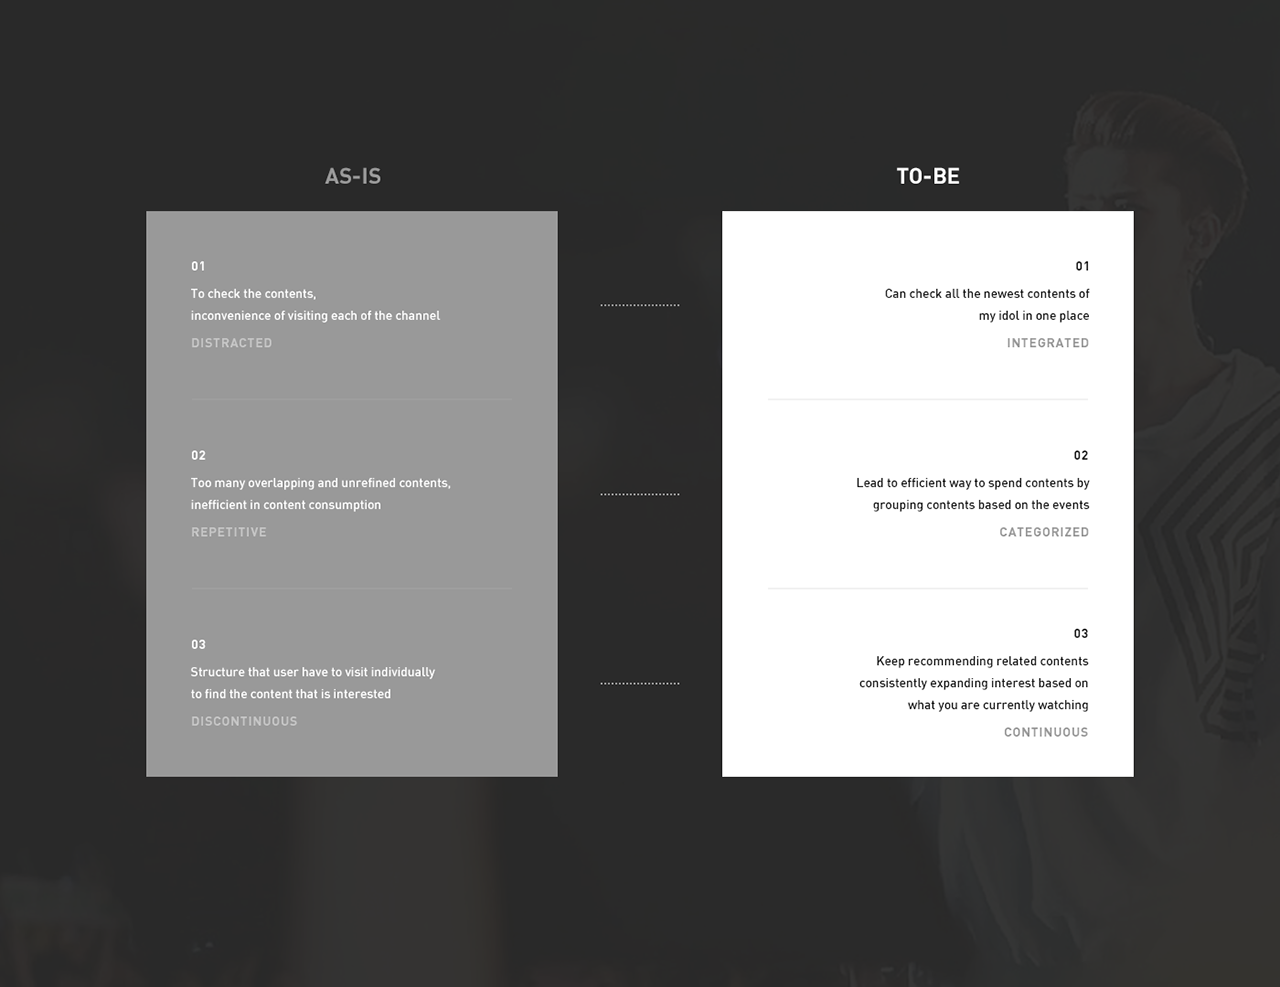 AS-IS
01
To check the contents,
inconvenience of visiting each of the channel
DISTRACTED
02
Too many overlapping and unrefined contents,
inefficient in content consumption
REPETITIVE
03
Structure that user have to visit individually
to find the content that is interested
DISCONTINUOUS
TO-BE
01
Can check all the newest contents of
my idol in one place
INTEGRATED
02
Lead to efficient way to spend contents by
grouping contents based on the events
CATEGORIZED
03
Keep recommending related contents
consistently expanding interest based on
what you are currently watching
CONTINUOUS